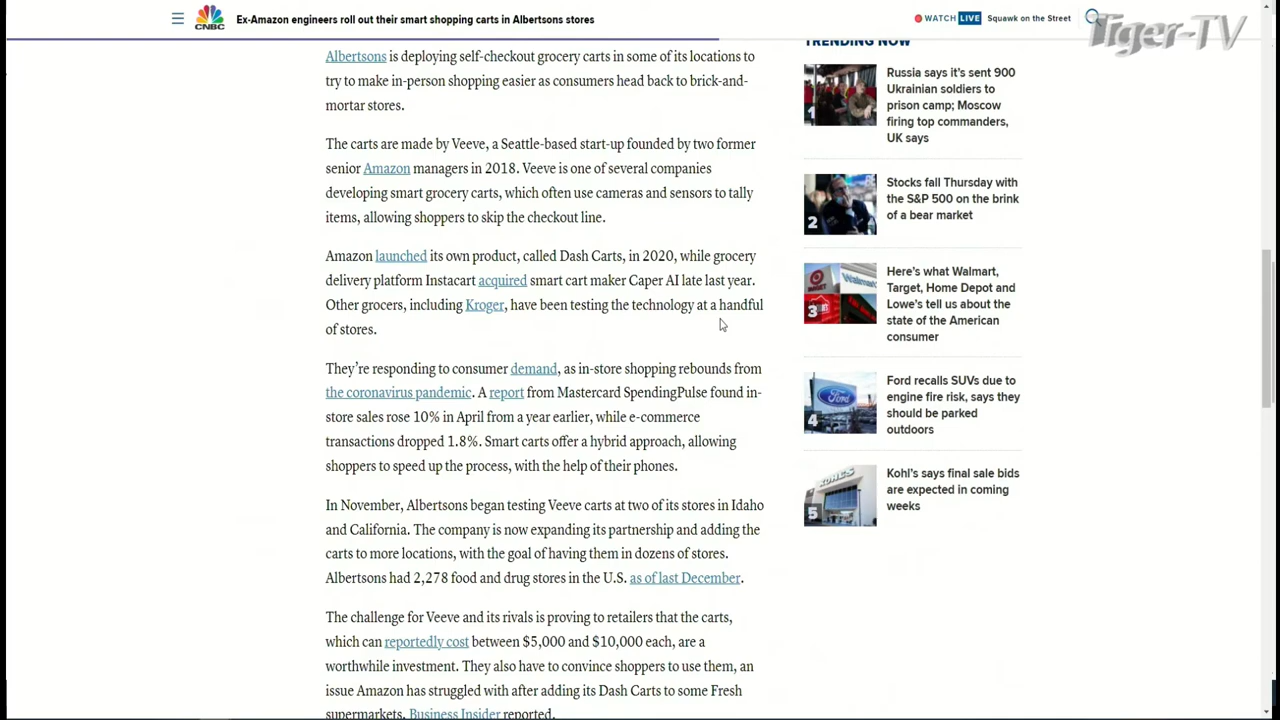 CNBC
Ex-Amazon engineers roll out their smart shopping carts in Albertsons stores
WATCH LIVE
Squawk on the Street
Tiger-TV
Albertsons is deploying self-checkout grocery carts in some of its locations to
try to make in-person shopping easier as consumers head back to brick-and-
mortar stores.
The carts are made by Veeve, a Seattle-based start-up founded by two former
senior Amazon managers in 2018. Veeve is one of several companies
developing smart grocery carts, which often use cameras and sensors to tally
items, allowing shoppers to skip the checkout line.
Amazon launched its own product, called Dash Carts, in 2020, while grocery
delivery platform Instacart acquired smart cart maker Caper AI late last year.
Other grocers, including Kroger, have been testing the technology at a handful
of stores.
They’re responding to consumer demand, as in-store shopping rebounds from
the coronavirus pandemic. A report from Mastercard SpendingPulse found in-
store sales rose 10% in April from a year earlier, while e-commerce
transactions dropped 1.8%. Smart carts offer a hybrid approach, allowing
shoppers to speed up the process, with the help of their phones.
In November, Albertsons began testing Veeve carts at two of its stores in Idaho
and California. The company is now expanding its partnership and adding the
carts to more locations, with the goal of having them in dozens of stores.
Albertsons had 2,278 food and drug stores in the U.S. as of last December.
The challenge for Veeve and its rivals is proving to retailers that the carts,
which can reportedly cost between $5,000 and $10,000 each, are a
worthwhile investment. They also have to convince shoppers to use them, an
issue Amazon has struggled with after adding its Dash Carts to some Fresh
supermarkets, Business Insider reported.
TRENDING NOW
1
Russia says it’s sent 900
Ukrainian soldiers to
prison camp; Moscow
firing top commanders,
UK says
2
Stocks fall Thursday with
the S&P 500 on the brink
of a bear market
3
Here’s what Walmart,
Target, Home Depot and
Lowe’s tell us about the
state of the American
consumer
Ford
4
Ford recalls SUVs due to
engine fire risk, says they
should be parked
outdoors
KOHL'S
5
Kohl’s says final sale bids
are expected in coming
weeks